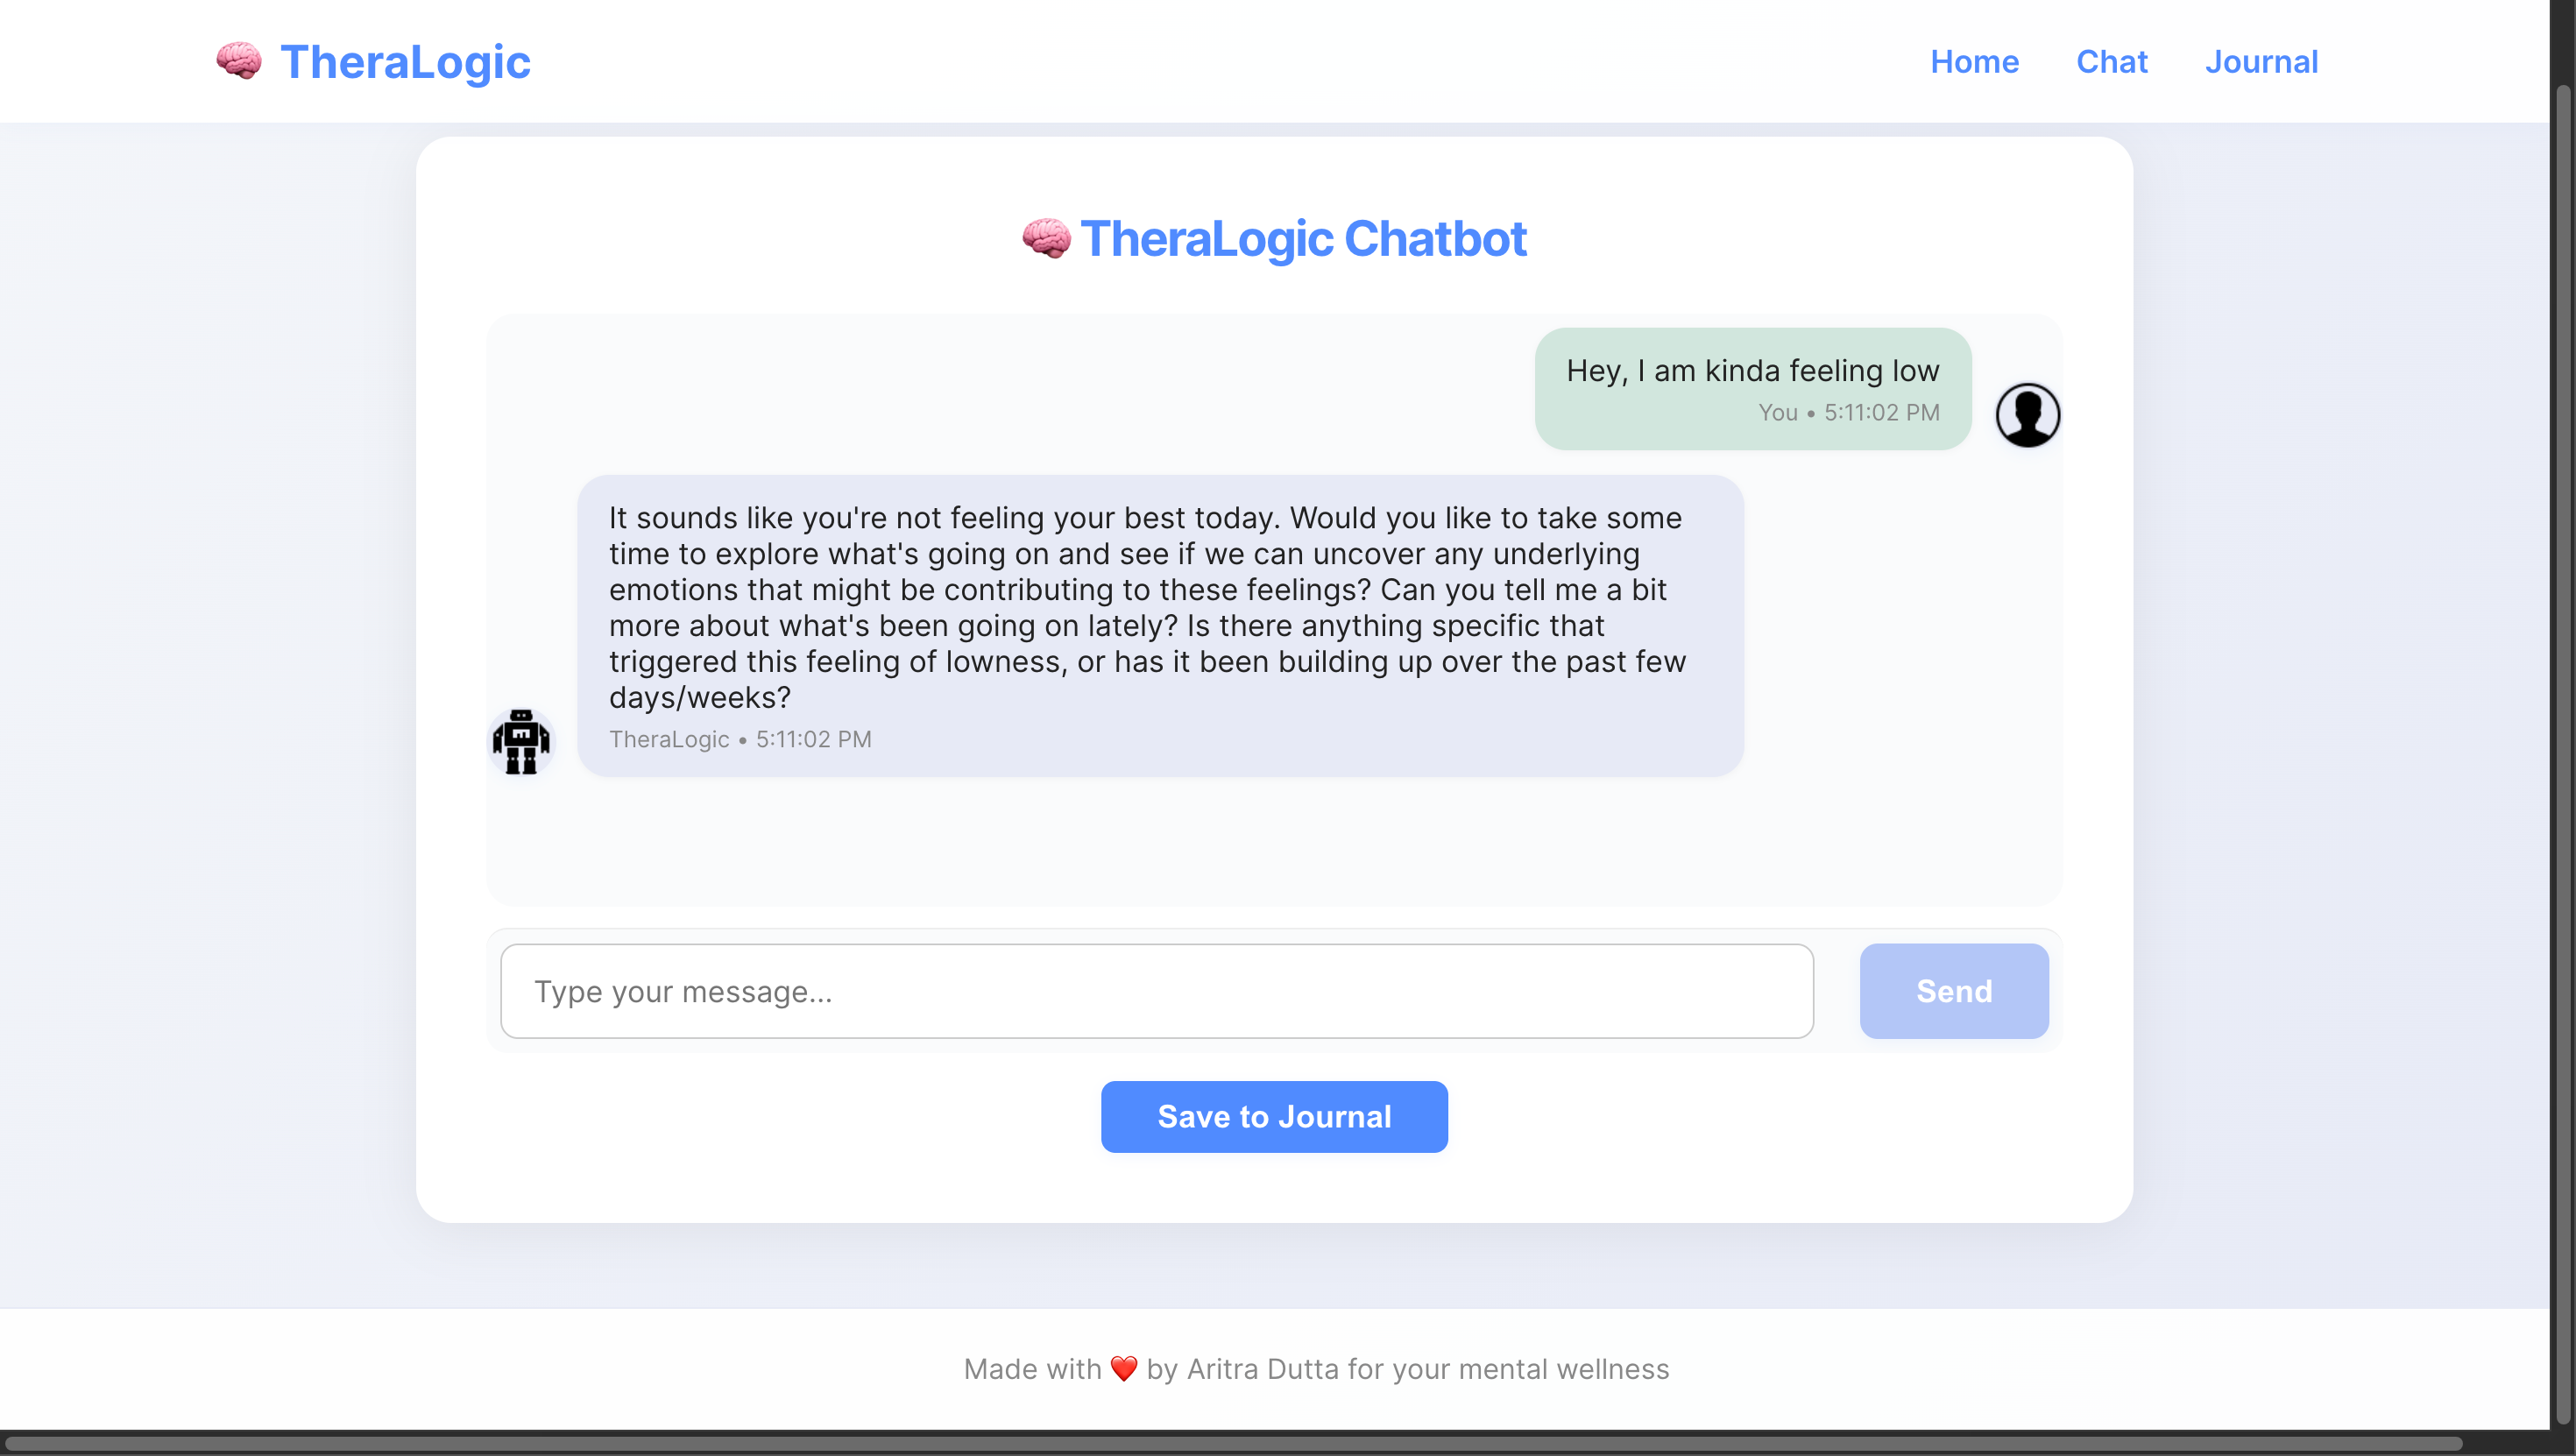 TheraLogic
Home Chat Journal
TheraLogic Chatbot
Hey, I am kinda feeling low
You • 5:11:02 PM
It sounds like you're not feeling your best today. Would you like to take some
time to explore what's going on and see if we can uncover any underlying
emotions that might be contributing to these feelings? Can you tell me a bit
more about what's been going on lately? Is there anything specific that
triggered this feeling of lowness, or has it been building up over the past few
days/weeks?
TheraLogic • 5:11:02 PM
Type your message...
Send
Save to Journal
Made with ❤️ by Aritra Dutta for your mental wellness